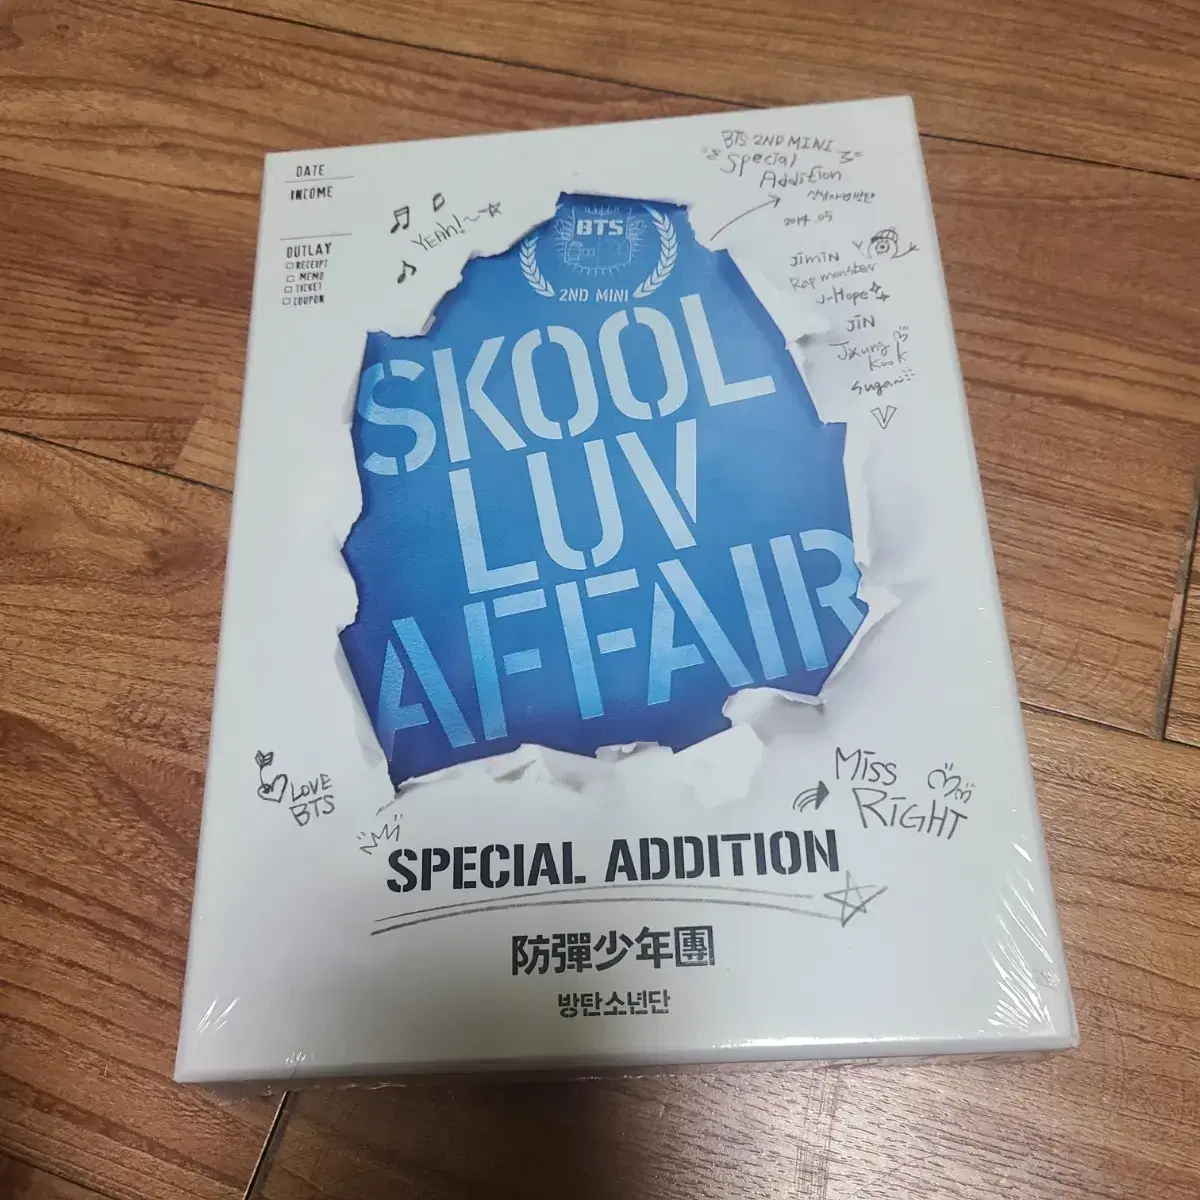 DATE
INCOME
OUTLAY
RECEIPT
MEMO
TICKET
COUPON
YEAH!~
BTS 2ND MINI
Special
Addition
2014.05
JiMiN
Rap monster
J-Hope
JiN
Jxung
kook
Suga
V
BTS
2ND MINI
SKOOL
LUV
AFFAIR
LOVE
BTS
MiSS
RiGHT
SPECIAL ADDITION
防彈少年團
방탄소년단